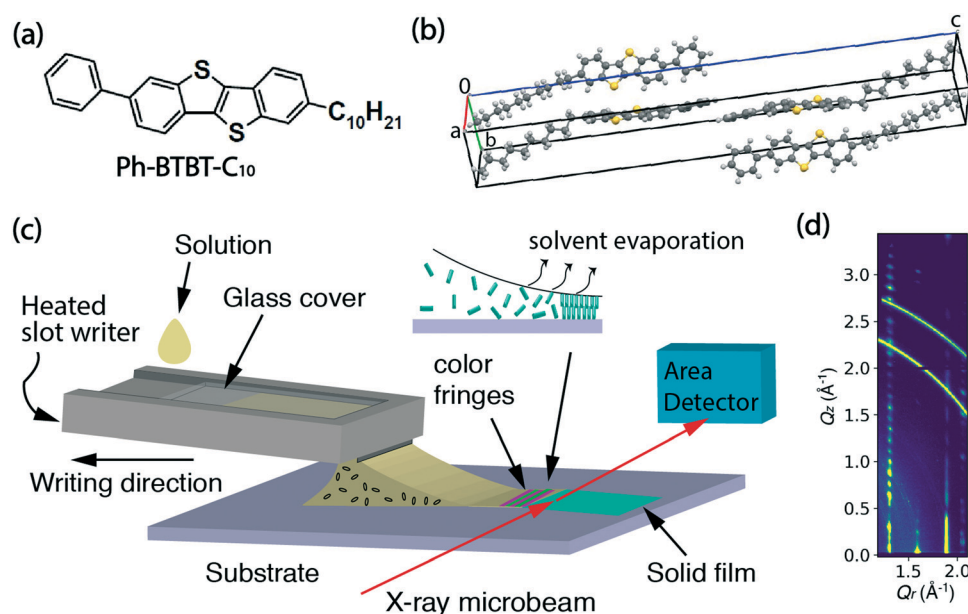 (a)
S
S
C10H21
Ph-BTBT-C10
(b)
0
a
b
c
(c)
Solution
Glass cover
Heated
slot writer
Writing direction
Substrate
solvent evaporation
color
fringes
Area
Detector
X-ray microbeam
Solid film
(d)
Qz (Å-1)
3.0
2.5
2.0
1.5
1.0
0.5
0.0
1.5 2.0
Qr (Å-1)